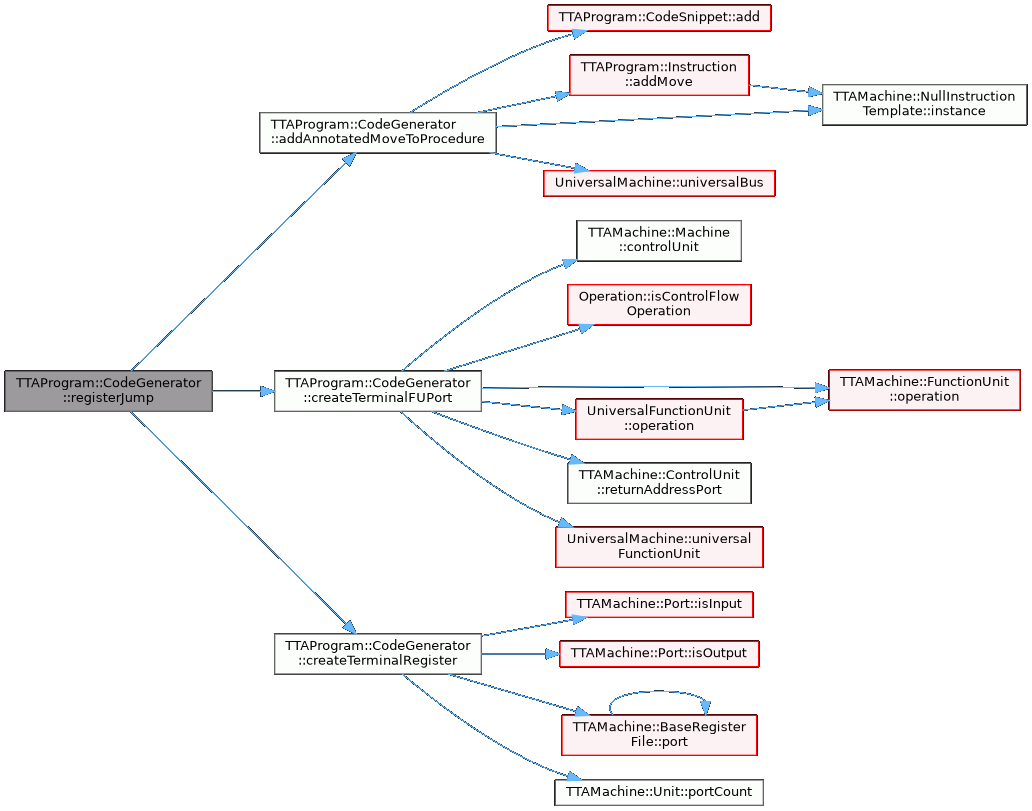 TTAProgram::CodeSnippet::add
TTAProgram::Instruction
::addMove
TTAMachine::NullInstruction
Template::instance
TTAProgram::CodeGenerator
::addAnnotatedMoveToProcedure
UniversalMachine::universalBus
TTAMachine::Machine
::controlUnit
Operation::isControlFlow
Operation
TTAProgram::CodeGenerator
::registerJump
TTAProgram::CodeGenerator
::createTerminalFUPort
TTAMachine::FunctionUnit
::operation
UniversalFunctionUnit
::operation
TTAMachine::ControlUnit
::returnAddressPort
UniversalMachine::universal
FunctionUnit
TTAMachine::Port::isInput
TTAProgram::CodeGenerator
::createTerminalRegister
TTAMachine::Port::isOutput
TTAMachine::BaseRegister
File::port
TTAMachine::Unit::portCount